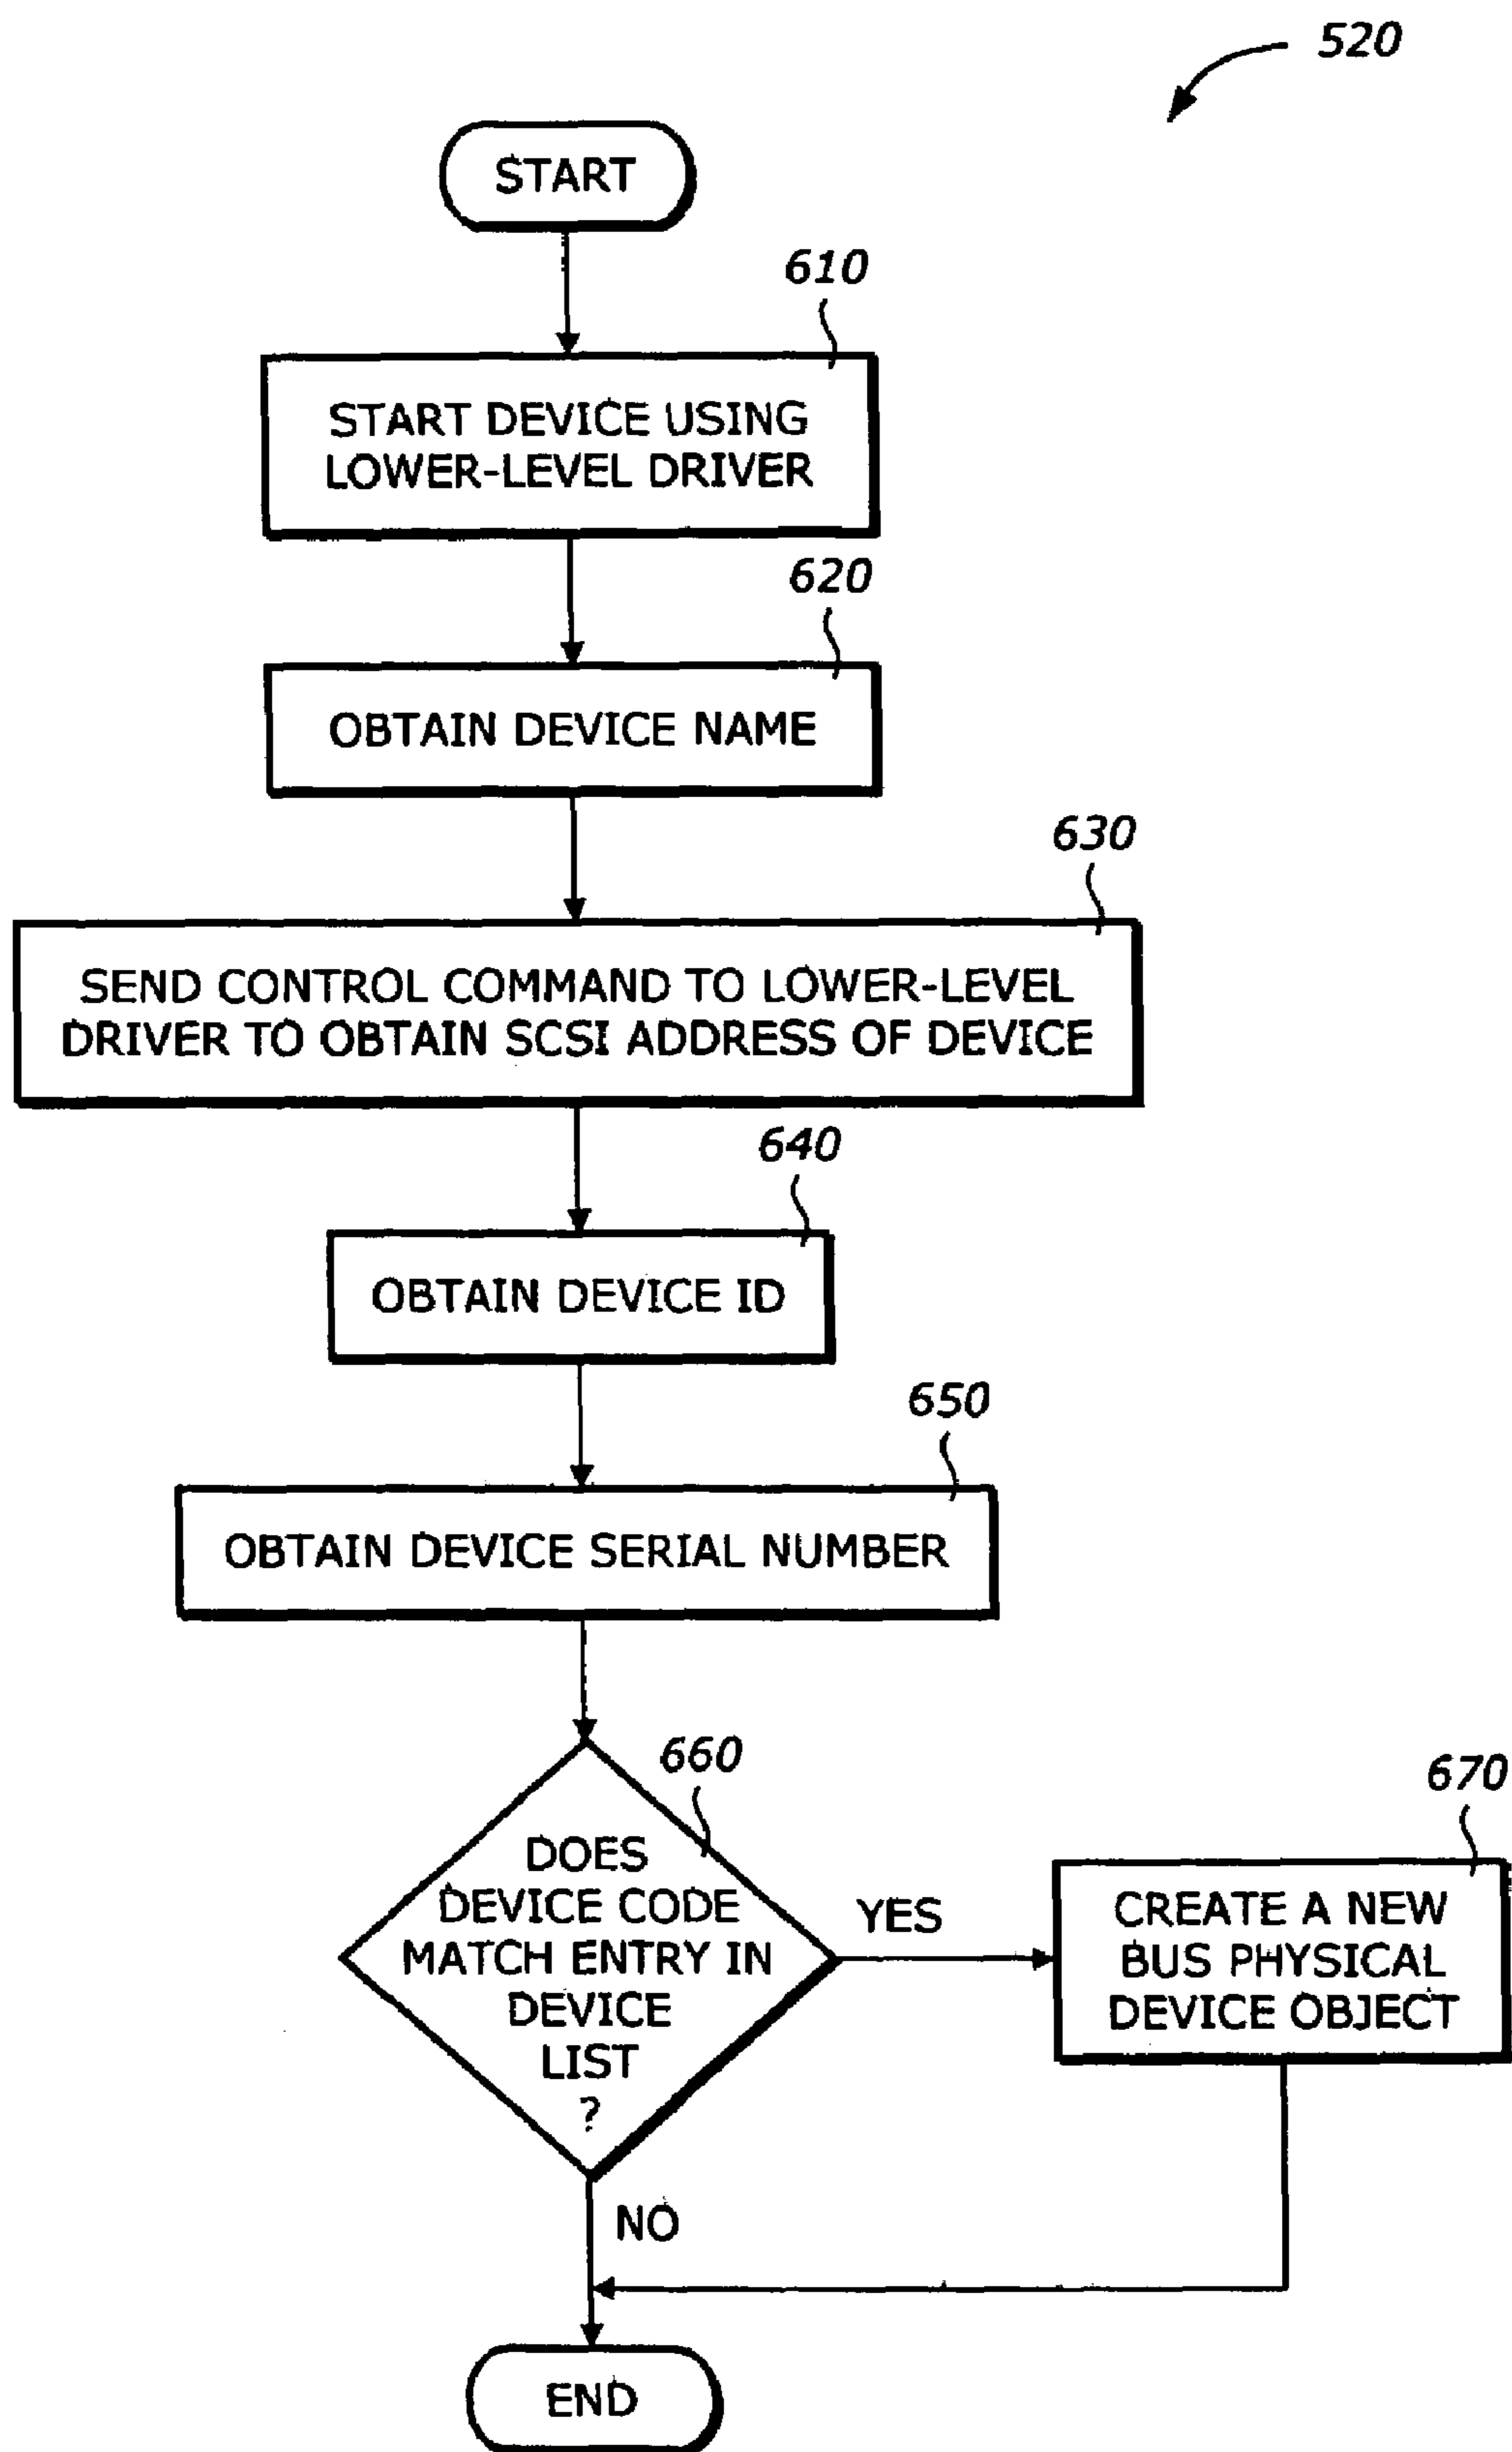 520
START
610
START DEVICE USING
LOWER-LEVEL DRIVER
620
OBTAIN DEVICE NAME
630
SEND CONTROL COMMAND TO LOWER-LEVEL
DRIVER TO OBTAIN SCSI ADDRESS OF DEVICE
640
OBTAIN DEVICE ID
650
OBTAIN DEVICE SERIAL NUMBER
660
DOES
DEVICE CODE
MATCH ENTRY IN
DEVICE
LIST
?
YES
670
CREATE A NEW
BUS PHYSICAL
DEVICE OBJECT
NO
END